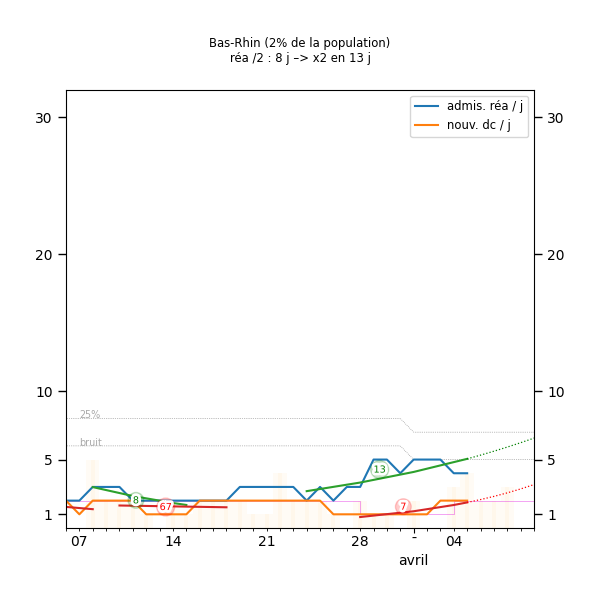 Bas-Rhin (2% de la population)
réa /2 : 8 j –> x2 en 13 j
admis. réa / j
nouv. dc / j
30 30
20 20
10 10
25%
bruit
5 5
13
8
67
7
1 1
07 14 21 28 - 04
avril